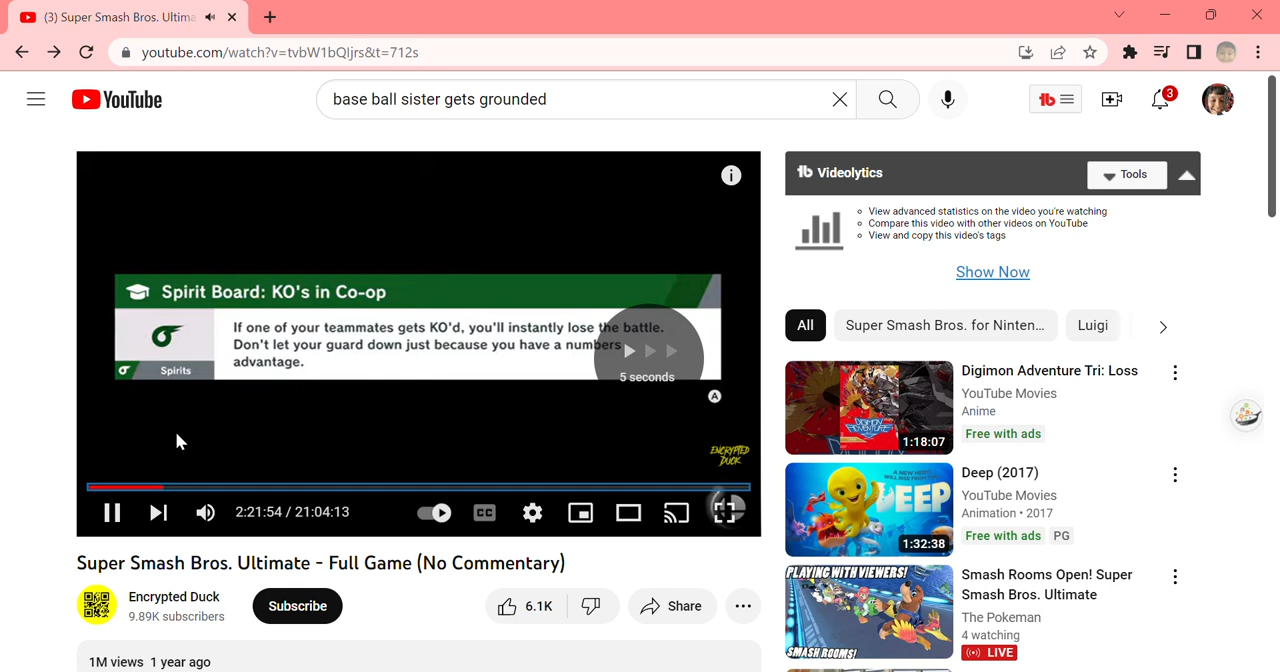 (3) Super Smash Bros. Ultima
youtube.com/watch?v=tvbW1bQljrs&t=712s
YouTube
base ball sister gets grounded
3
Spirit Board: KO's in Co-op
If one of your teammates gets KO'd, you'll instantly lose the battle.
Don't let your guard down just because you have a numbers
advantage.
Spirits
5 seconds
A
ENCRYPTED
DUCK
2:21:54 / 21:04:13
CC
Super Smash Bros. Ultimate - Full Game (No Commentary)
Encrypted Duck
9.89K subscribers
Subscribe
6.1K
Share
1M views 1 year ago
Videolytics
Tools
View advanced statistics on the video you're watching
Compare this video with other videos on YouTube
View and copy this video's tags
Show Now
All
Super Smash Bros. for Ninten...
Luigi
DIGIMON
ADVENTURE
1:18:07
Digimon Adventure Tri: Loss
YouTube Movies
Anime
Free with ads
DEEP
1:32:38
Deep (2017)
YouTube Movies
Animation • 2017
Free with ads
PG
PLAYING WITH VIEWERS!
SMASH ROOMS!
Smash Rooms Open! Super
Smash Bros. Ultimate
The Pokeman
4 watching
LIVE